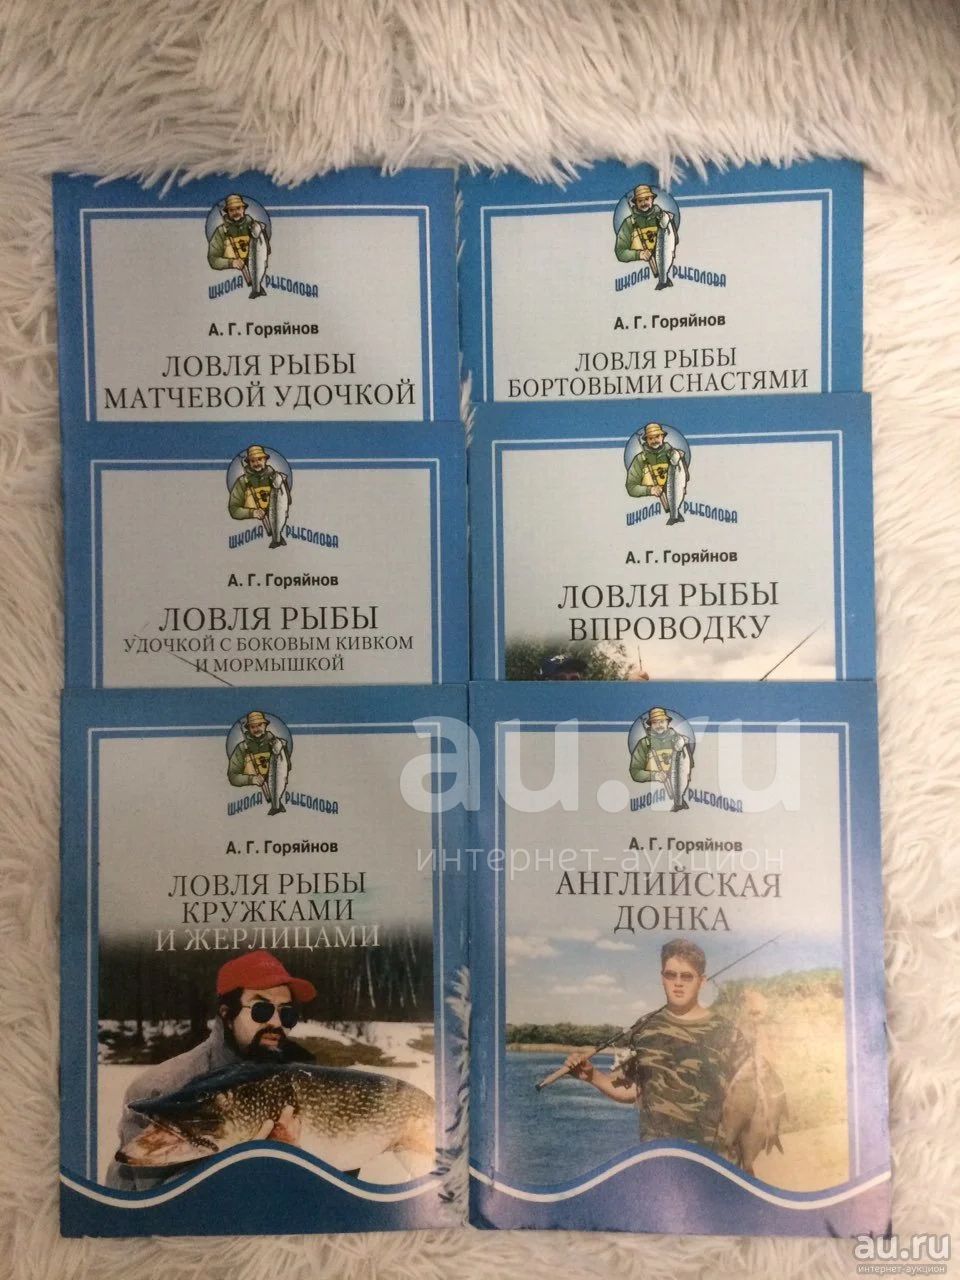 ШКОЛА РЫБОЛОВА
А. Г. Горяйнов
ЛОВЛЯ РЫБЫ
МАТЧЕВОЙ УДОЧКОЙ
ШКОЛА РЫБОЛОВА
А. Г. Горяйнов
ЛОВЛЯ РЫБЫ
БОРТОВЫМИ СНАСТЯМИ
ШКОЛА РЫБОЛОВА
А. Г. Горяйнов
ЛОВЛЯ РЫБЫ
УДОЧКОЙ С БОКОВЫМ КИВКОМ
И МОРМЫШКОЙ
ШКОЛА РЫБОЛОВА
А. Г. Горяйнов
ЛОВЛЯ РЫБЫ
ВПРОВОДКУ
ШКОЛА РЫБОЛОВА
А. Г. Горяйнов
ЛОВЛЯ РЫБЫ
КРУЖКАМИ
И ЖЕРЛИЦАМИ
ШКОЛА РЫБОЛОВА
А. Г. Горяйнов
АНГЛИЙСКАЯ
ДОНКА
au.ru
интернет-аукцион
au.ru
интернет-аукцион